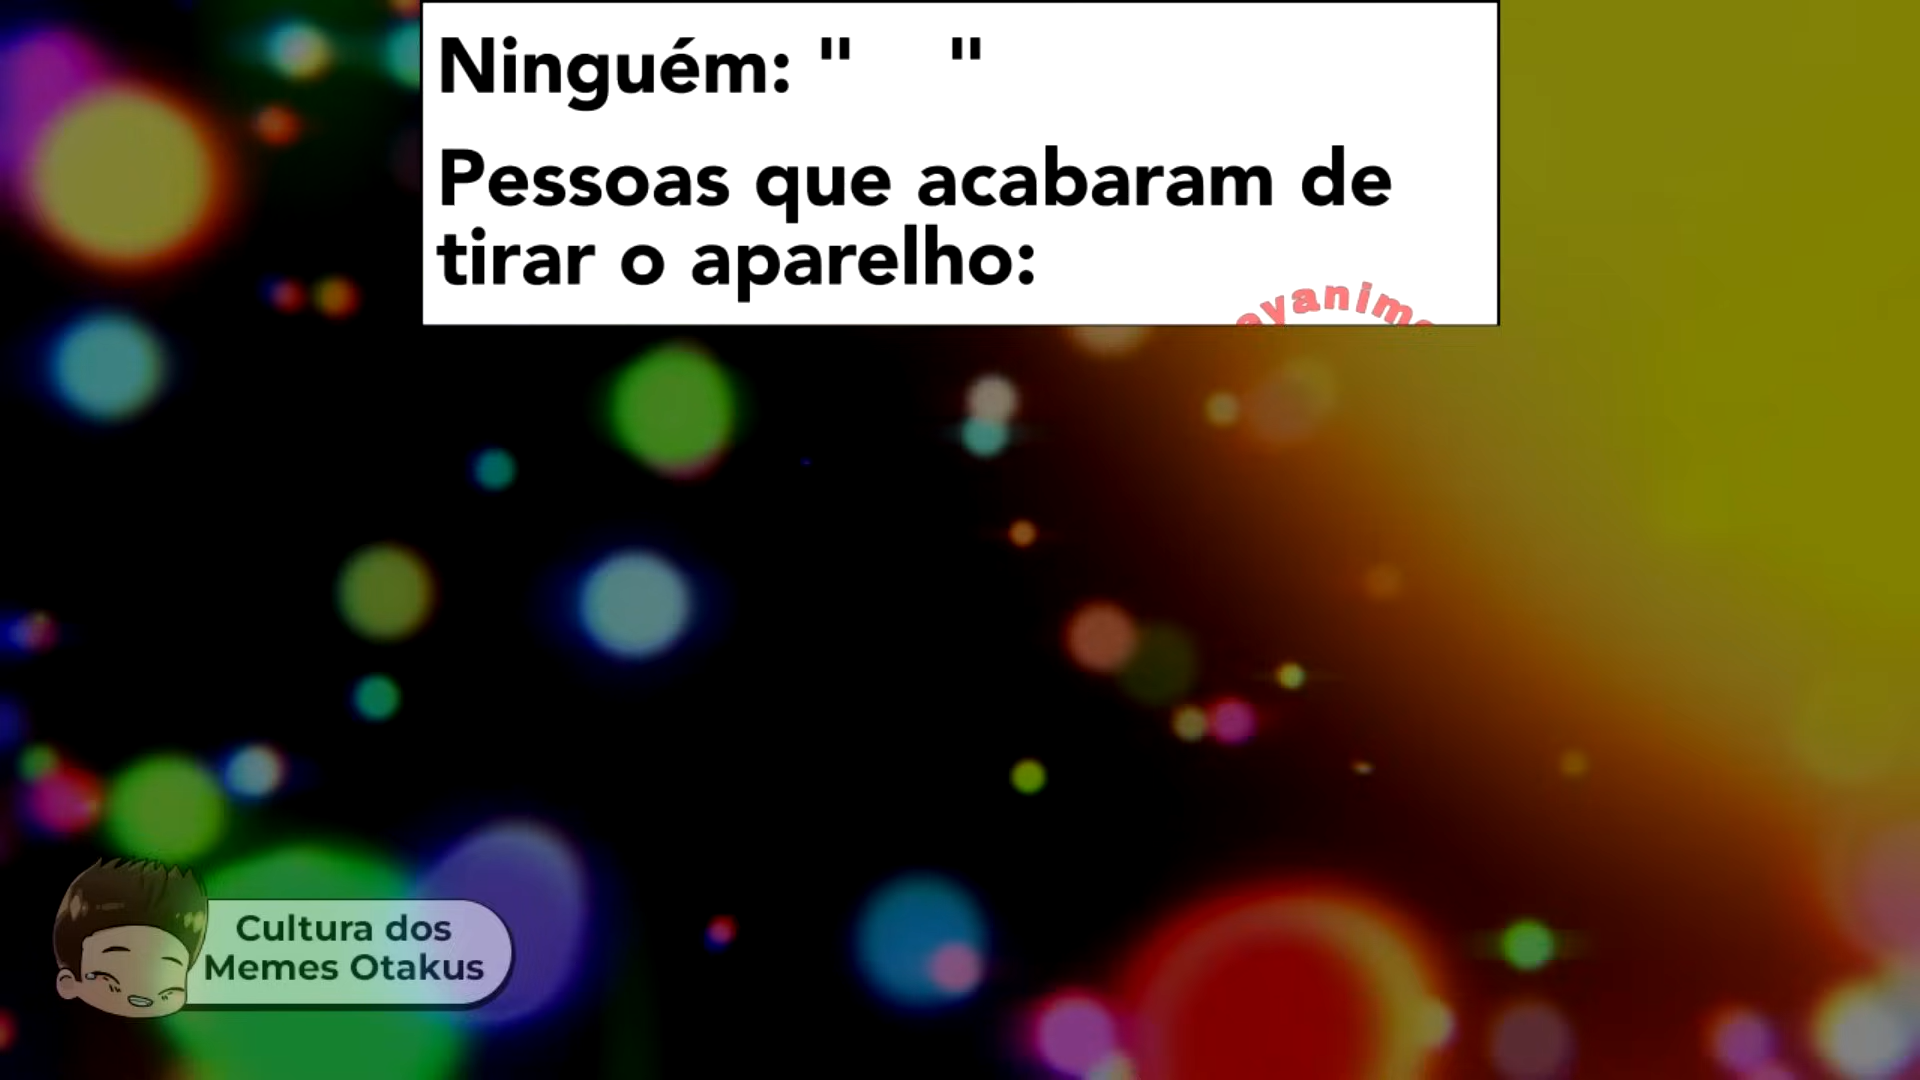 Ninguém: "    "
Pessoas que acabaram de
tirar o aparelho:
Cultura dos
Memes Otakus